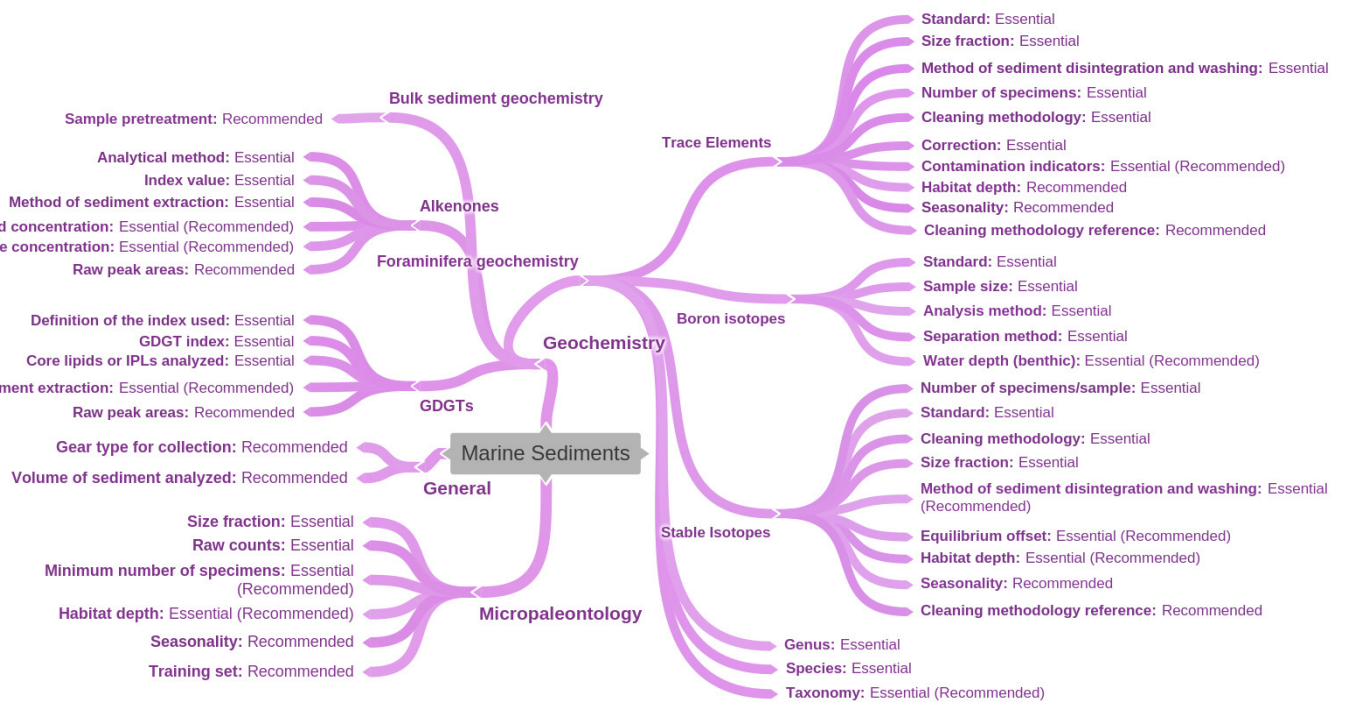 Marine Sediments
Geochemistry
Bulk sediment geochemistry
Sample pretreatment: Recommended
Alkenones
Analytical method: Essential
Index value: Essential
Method of sediment extraction: Essential
concentration: Essential (Recommended)
concentration: Essential (Recommended)
Raw peak areas: Recommended
GDGTs
Definition of the index used: Essential
GDGT index: Essential
Core lipids or IPLs analyzed: Essential
extraction: Essential (Recommended)
Raw peak areas: Recommended
Foraminifera geochemistry
Trace Elements
Standard: Essential
Size fraction: Essential
Method of sediment disintegration and washing: Essential
Number of specimens: Essential
Cleaning methodology: Essential
Correction: Essential
Contamination indicators: Essential (Recommended)
Habitat depth: Recommended
Seasonality: Recommended
Cleaning methodology reference: Recommended
Boron isotopes
Standard: Essential
Sample size: Essential
Analysis method: Essential
Separation method: Essential
Water depth (benthic): Essential (Recommended)
Stable Isotopes
Number of specimens/sample: Essential
Standard: Essential
Cleaning methodology: Essential
Size fraction: Essential
Method of sediment disintegration and washing: Essential
(Recommended)
Equilibrium offset: Essential (Recommended)
Habitat depth: Essential (Recommended)
Seasonality: Recommended
Cleaning methodology reference: Recommended
Genus: Essential
Species: Essential
Taxonomy: Essential (Recommended)
General
Gear type for collection: Recommended
Volume of sediment analyzed: Recommended
Micropaleontology
Size fraction: Essential
Raw counts: Essential
Minimum number of specimens: Essential
(Recommended)
Habitat depth: Essential (Recommended)
Seasonality: Recommended
Training set: Recommended